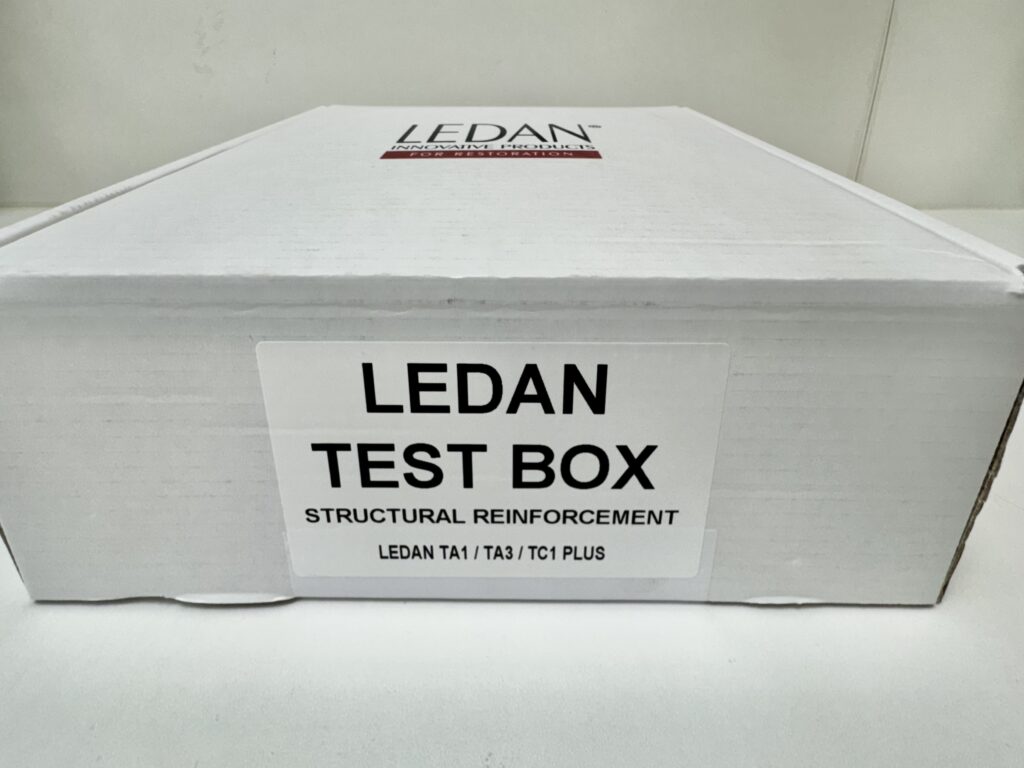 LEDAN®
INNOVATIVE PRODUCTS
FOR RESTORATION
LEDAN
TEST BOX
STRUCTURAL REINFORCEMENT
LEDAN TA1 / TA3 / TC1 PLUS